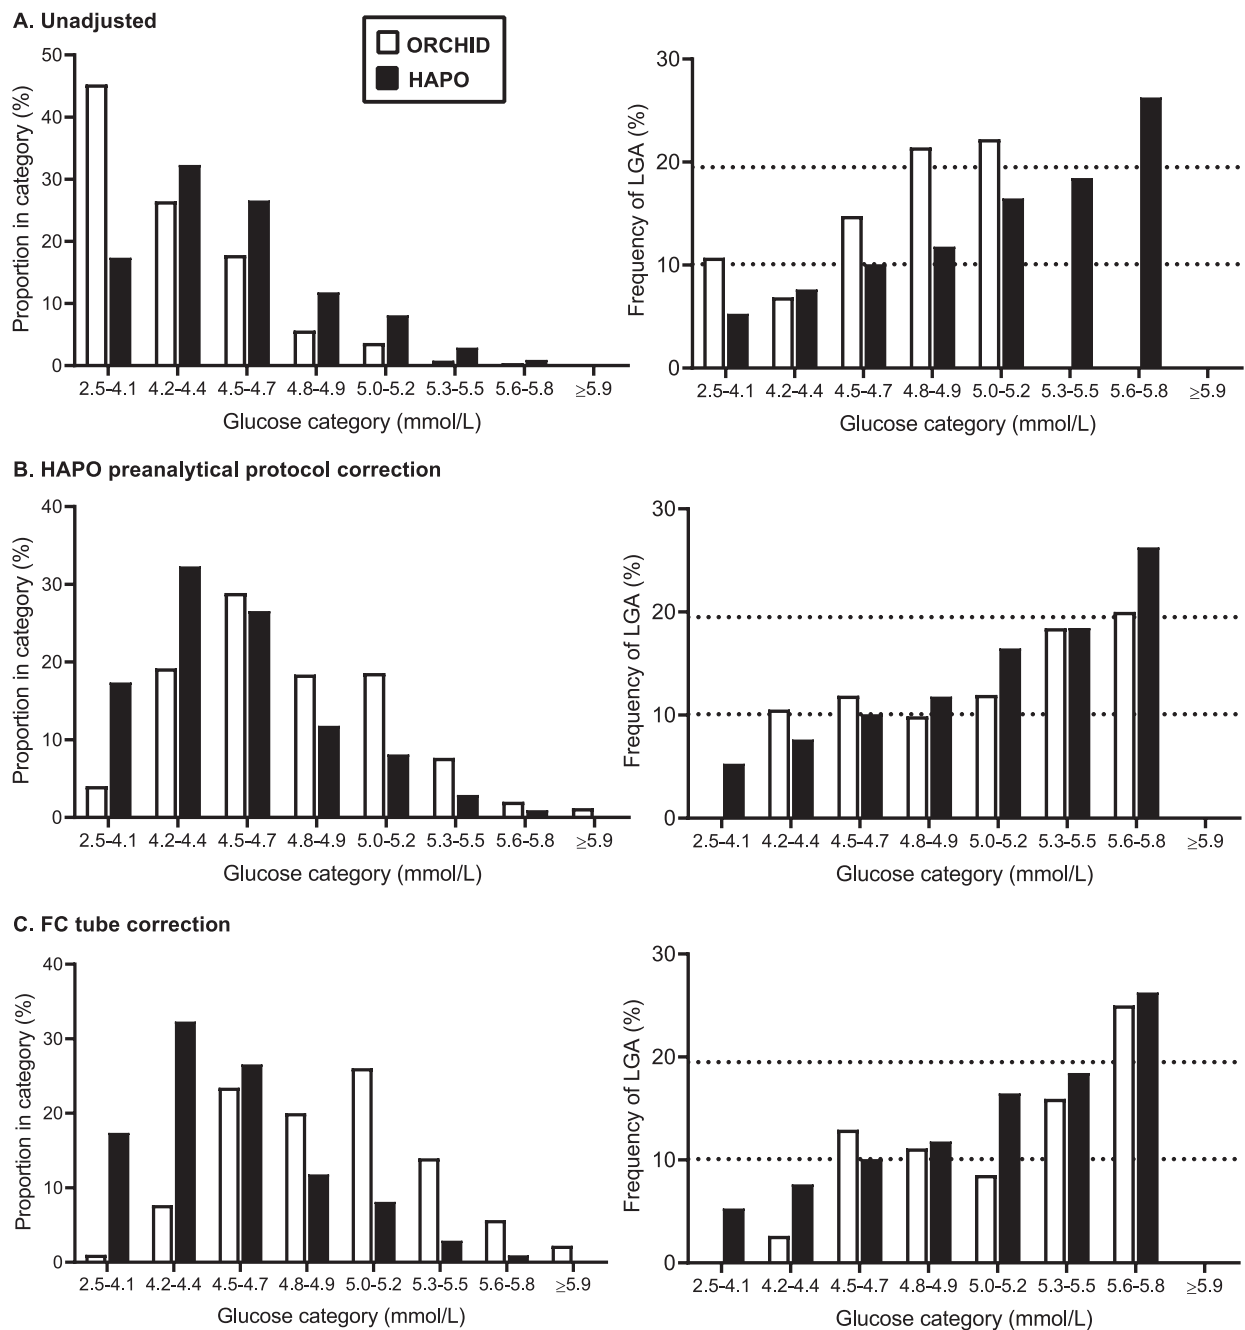 A. Unadjusted
ORCHID
HAPO
Proportion in category (%)
50
40
30
20
10
0
2.5-4.1 4.2-4.4 4.5-4.7 4.8-4.9 5.0-5.2 5.3-5.5 5.6-5.8 ≥5.9
Glucose category (mmol/L)
Frequency of LGA (%)
30
20
10
0
2.5-4.1 4.2-4.4 4.5-4.7 4.8-4.9 5.0-5.2 5.3-5.5 5.6-5.8 ≥5.9
Glucose category (mmol/L)
B. HAPO preanalytical protocol correction
Proportion in category (%)
40
30
20
10
0
2.5-4.1 4.2-4.4 4.5-4.7 4.8-4.9 5.0-5.2 5.3-5.5 5.6-5.8 ≥5.9
Glucose category (mmol/L)
Frequency of LGA (%)
30
20
10
0
2.5-4.1 4.2-4.4 4.5-4.7 4.8-4.9 5.0-5.2 5.3-5.5 5.6-5.8 ≥5.9
Glucose category (mmol/L)
C. FC tube correction
Proportion in category (%)
40
30
20
10
0
2.5-4.1 4.2-4.4 4.5-4.7 4.8-4.9 5.0-5.2 5.3-5.5 5.6-5.8 ≥5.9
Glucose category (mmol/L)
Frequency of LGA (%)
30
20
10
0
2.5-4.1 4.2-4.4 4.5-4.7 4.8-4.9 5.0-5.2 5.3-5.5 5.6-5.8 ≥5.9
Glucose category (mmol/L)